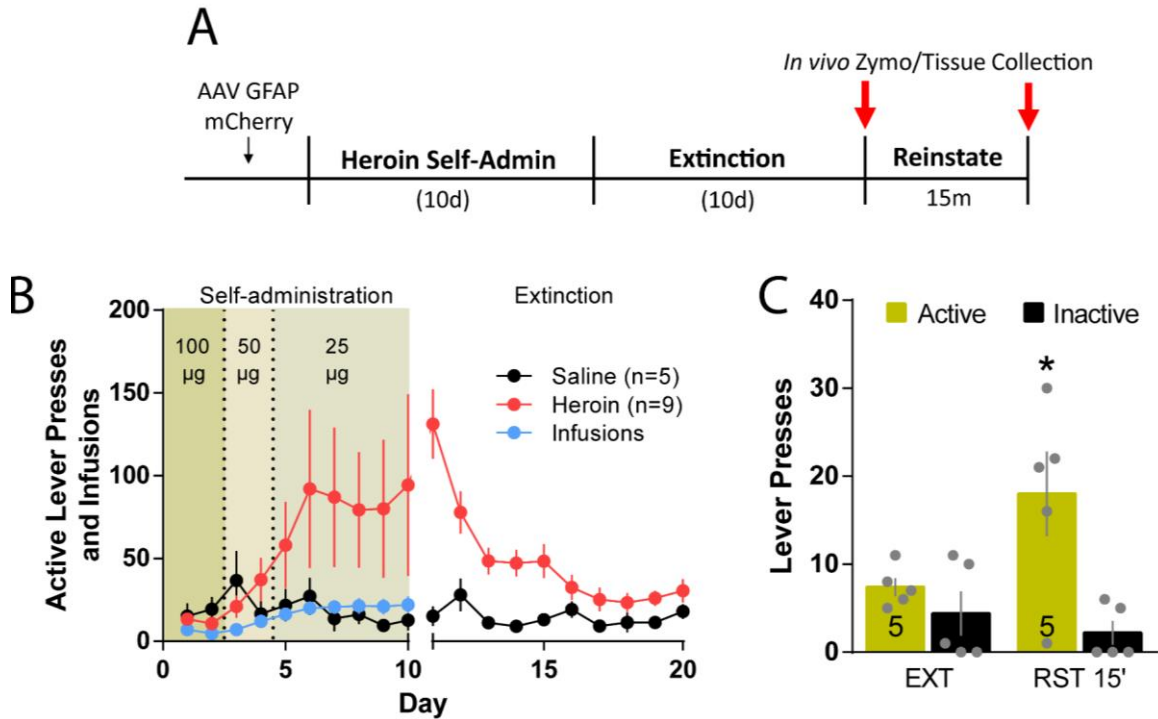 A
In vivo Zymo/Tissue Collection
AAV GFAP
mCherry
Heroin Self-Admin
Extinction
Reinstate
(10d)
(10d)
15m
B
Self-administration
Extinction
Active Lever Presses
and Infusions
200
150
100
50
0
100
µg
50
µg
25
µg
Saline (n=5)
Heroin (n=9)
Infusions
0
5
10
15
20
Day
C
Active
Inactive
Lever Presses
40
30
20
10
0
*
5
5
EXT
RST 15'